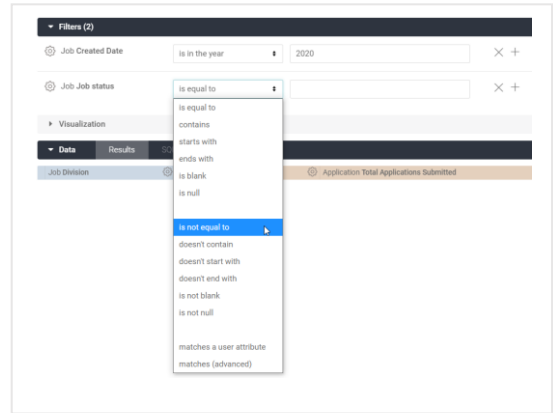 Filters (2)
Job Created Date is in the year 2020
Job Job status is equal to
is equal to
contains
starts with
ends with
is blank
is null
is not equal to
doesn't contain
doesn't start with
doesn't end with
is not blank
is not null
matches a user attribute
matches (advanced)
Visualization
Data Results
Job Division Application Total Applications Submitted